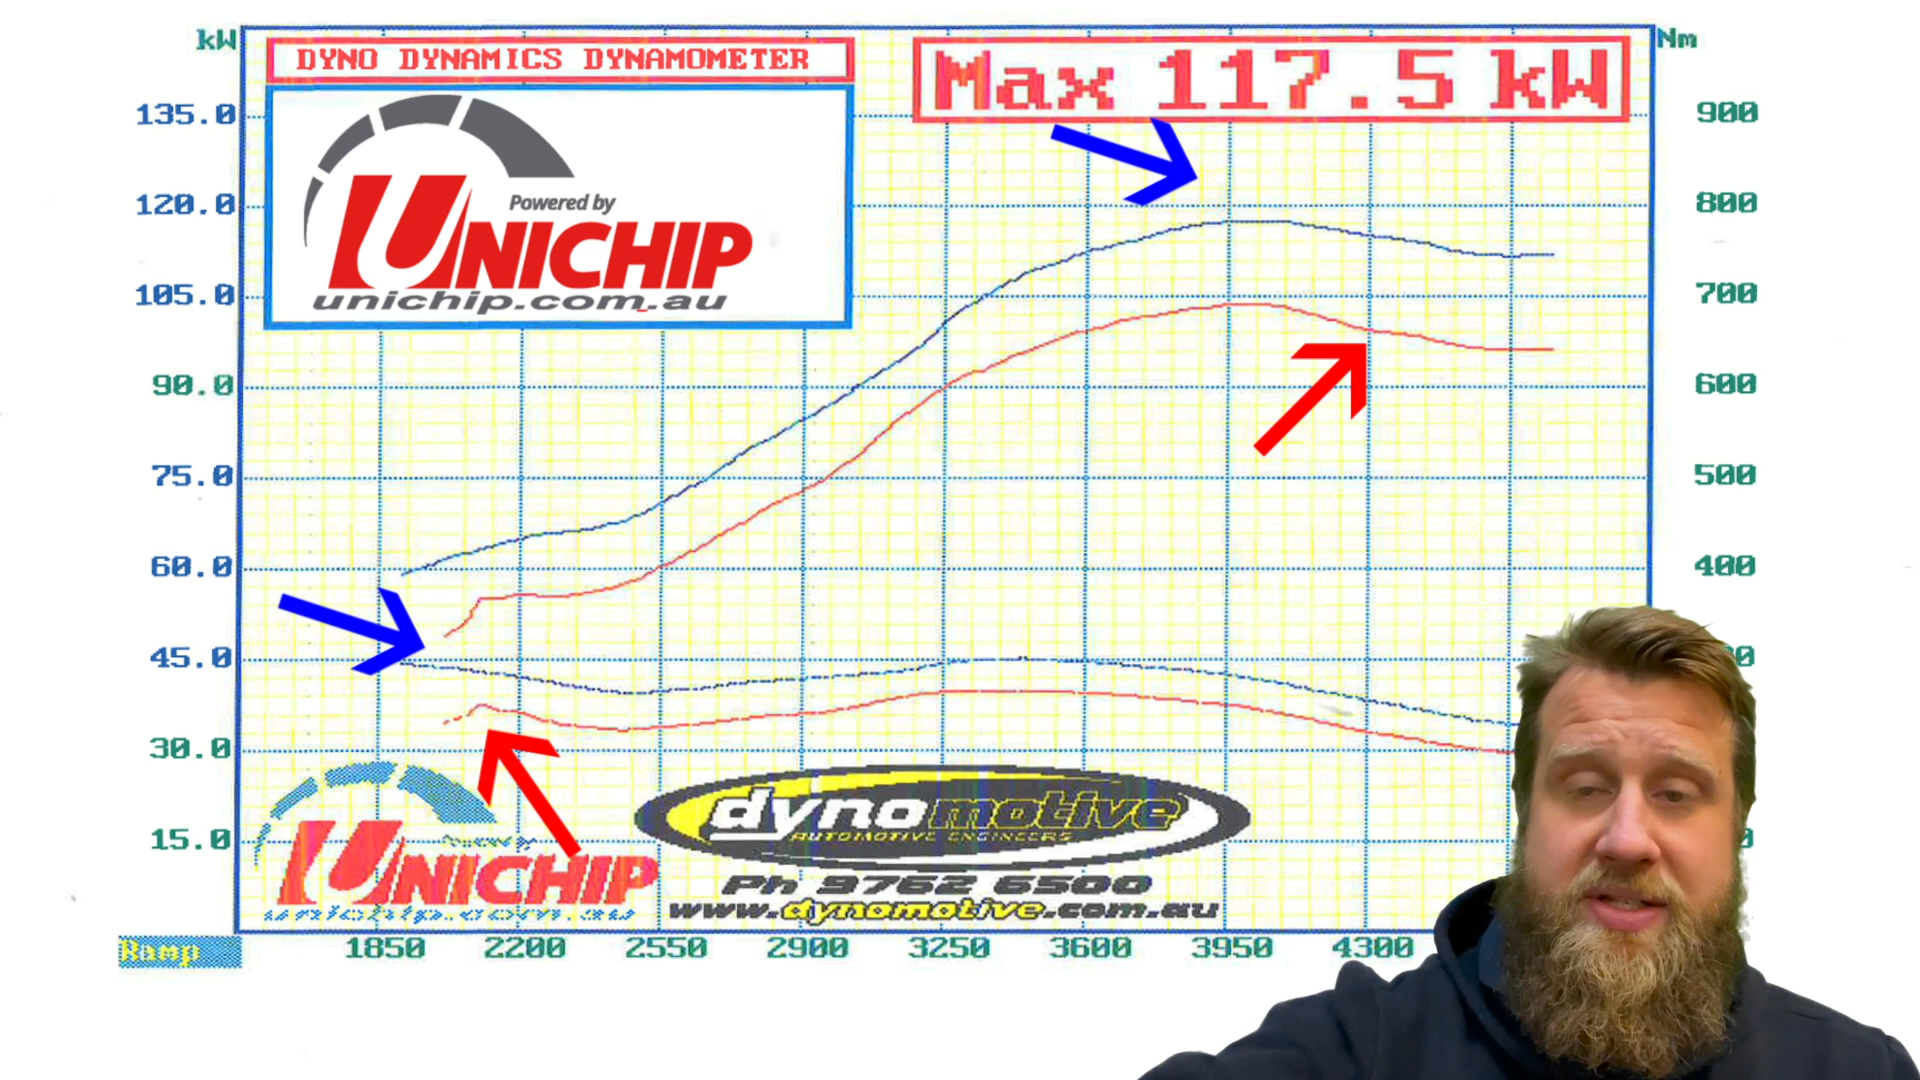 kW
DYNO DYNAMICS DYNAMOMETER
Max 117.5 kW
Nm
135.0
900
Powered by
UNICHIP
unichip.com.au
120.0
800
105.0
700
90.0
600
75.0
500
60.0
400
45.0
30.0
15.0
UNICHIP
unichip.com.au
dynomotive
AUTOMOTIVE ENGINEERS
Ph 9762 6500
www.dynomotive.com.au
Ramp
1850 2200 2550 2900 3250 3600 3950 4300